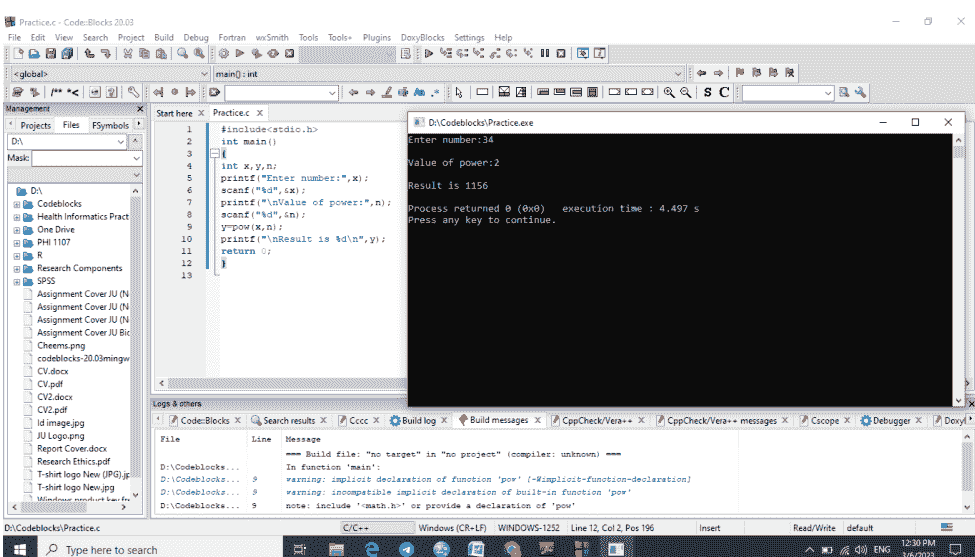 Practice.c - Code::Blocks 20.03
File Edit View Search Project Build Debug Fortran wxSmith Tools Tools+ Plugins DoxyBlocks Settings Help
<global>
main() : int
S C
Management
Projects Files FSymbols
D:\
Mask:
D:\
Codeblocks
Health Informatics Pract
One Drive
PHI 1107
R
Research Components
SPSS
Assignment Cover JU (N
Assignment Cover JU (N
Assignment Cover JU (N
Assignment Cover JU Bic
Cheems.png
codeblocks-20.03mingw
CV.docx
CV.pdf
CV2.docx
CV2.pdf
Id image.jpg
JU Logo.png
Report Cover.docx
Research Ethics.pdf
T-shirt logo New (JPG).jp
T-shirt logo New.jpg
Windows product key fr
Start here Practice.c
1 #include<stdio.h>
2 int main()
3 {
4 int x,y,n;
5 printf("Enter number:",x);
6 scanf("%d",&x);
7 printf("\nValue of power:",n);
8 scanf("%d",&n);
9 y=pow(x,n);
10 printf("\nResult is %d\n",y);
11 return 0;
12 }
13
D:\Codeblocks\Practice.exe
Enter number:34
Value of power:2
Result is 1156
Process returned 0 (0x0) execution time : 4.497 s
Press any key to continue.
Logs & others
Code::Blocks Search results Cccc Build log Build messages CppCheck/Vera++ CppCheck/Vera++ messages Cscope Debugger Doxyl
File Line Message
=== Build file: "no target" in "no project" (compiler: unknown) ===
D:\Codeblocks... In function 'main':
D:\Codeblocks... 9 warning: implicit declaration of function 'pow' [-Wimplicit-function-declaration]
D:\Codeblocks... 9 warning: incompatible implicit declaration of built-in function 'pow'
D:\Codeblocks... 9 note: include '<math.h>' or provide a declaration of 'pow'
D:\Codeblocks\Practice.c C/C++ Windows (CR+LF) WINDOWS-1252 Line 12, Col 2, Pos 196 Insert Read/Write default
Type here to search
ENG
12:30 PM
3/6/2023